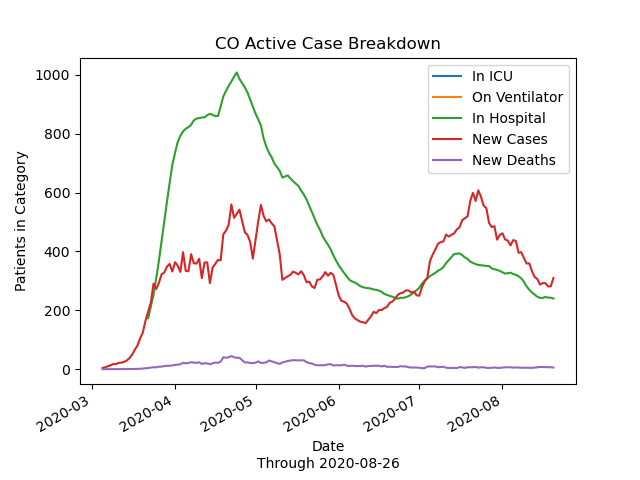 CO Active Case Breakdown
Patients in Category
1000
800
600
400
200
0
In ICU
On Ventilator
In Hospital
New Cases
New Deaths
2020-03
2020-04
2020-05
2020-06
2020-07
2020-08
Date
Through 2020-08-26